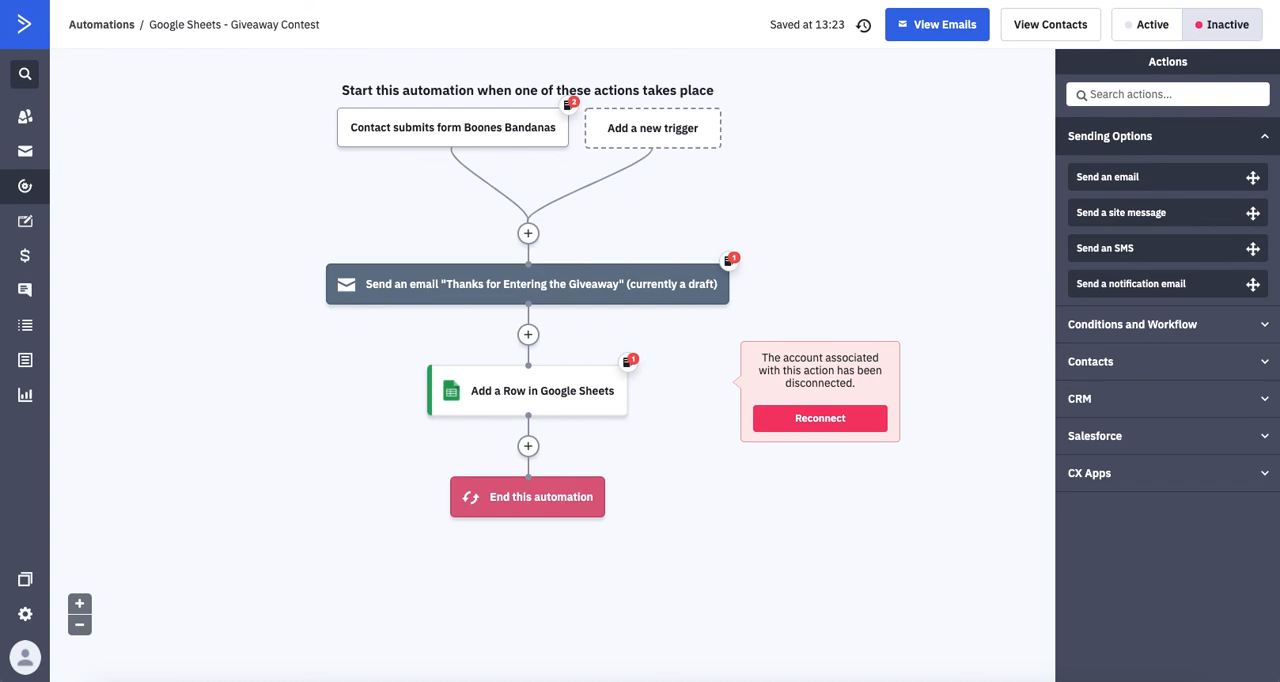 Automations / Google Sheets - Giveaway Contest
Saved at 13:23
View Emails
View Contacts
Active
Inactive
Start this automation when one of these actions takes place
2
Contact submits form Boones Bandanas
Add a new trigger
+
1
Send an email "Thanks for Entering the Giveaway" (currently a draft)
+
1
Add a Row in Google Sheets
The account associated
with this action has been
disconnected.
Reconnect
+
End this automation
+
−
Actions
Search actions...
Sending Options
Send an email
Send a site message
Send an SMS
Send a notification email
Conditions and Workflow
Contacts
CRM
Salesforce
CX Apps